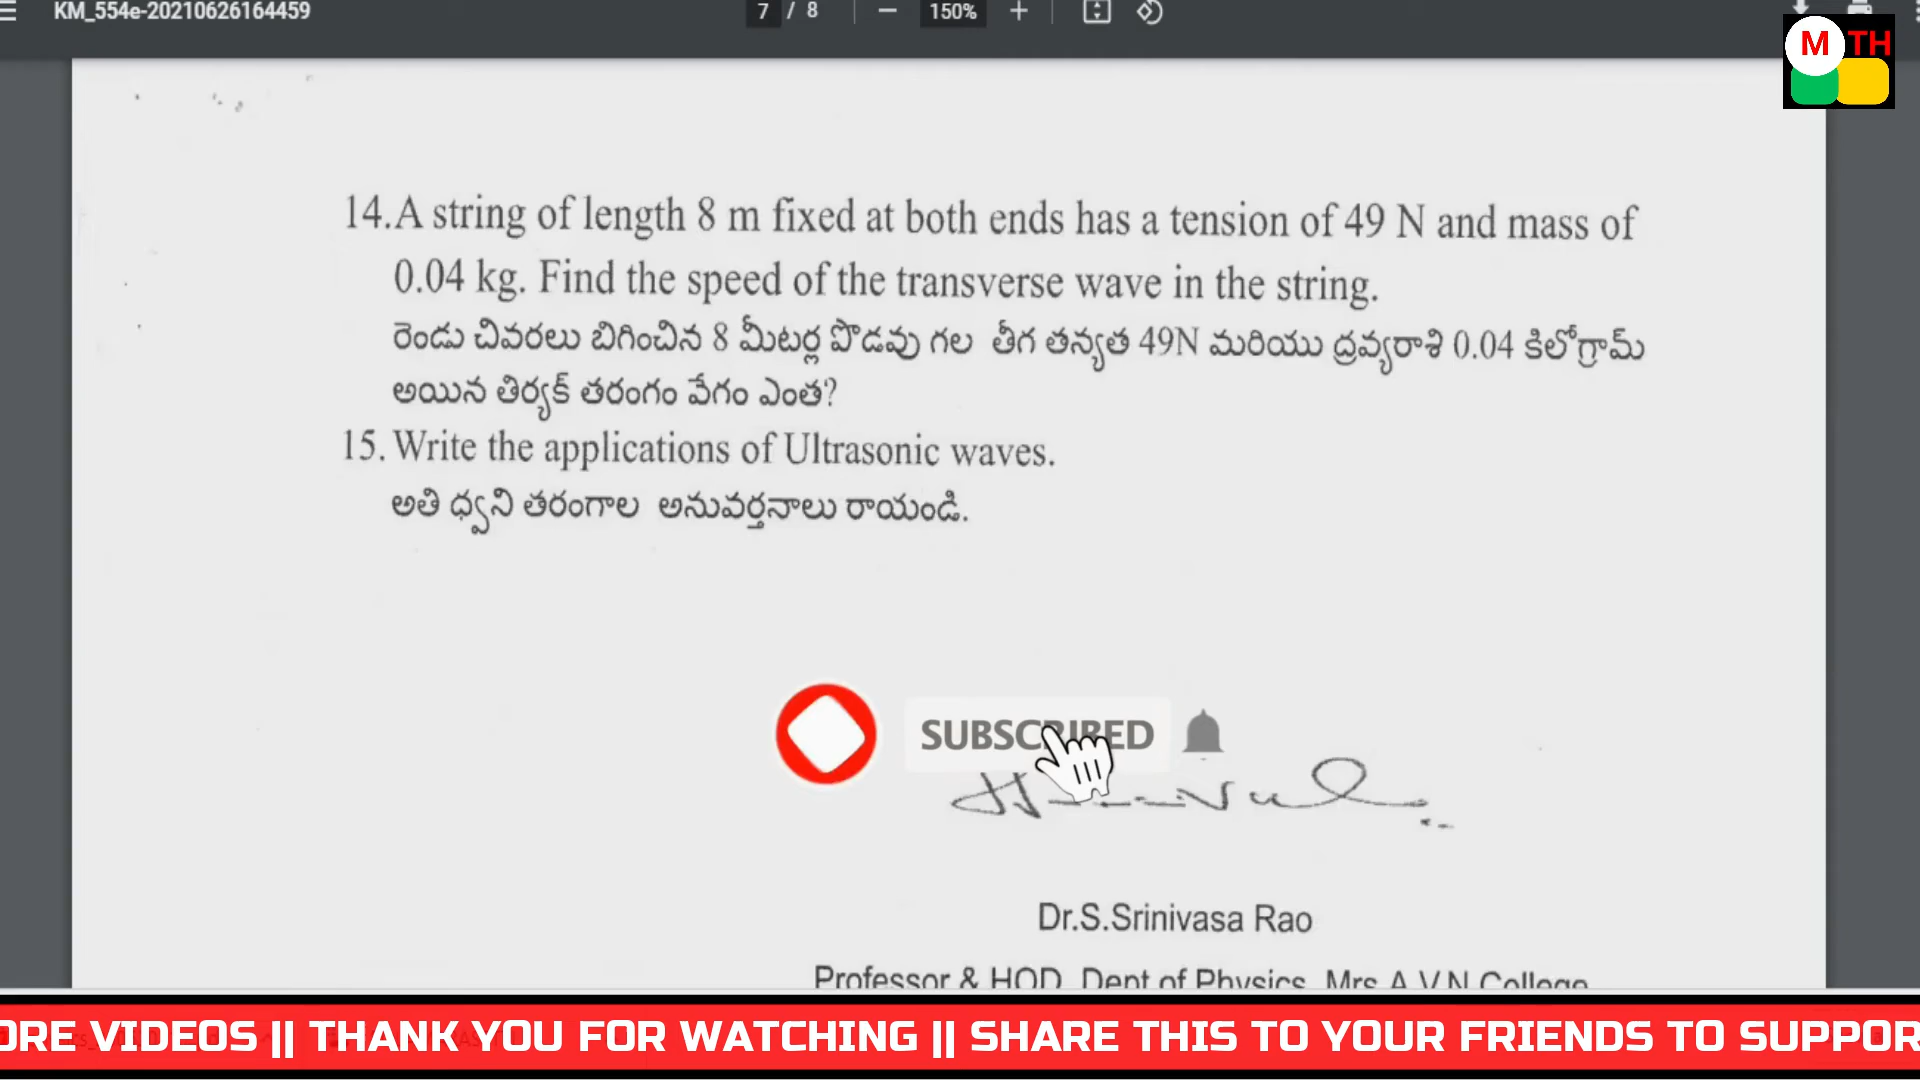 KM_554e-20210626164459
7 / 8
150%
M TH
14. A string of length 8 m fixed at both ends has a tension of 49 N and mass of
0.04 kg. Find the speed of the transverse wave in the string.
రెండు చివరలు బిగించిన 8 మీటర్ల పొడవు గల తీగ తన్యత 49N మరియు ద్రవ్యరాశి 0.04 కిలోగ్రామ్
అయిన తిర్యక్ తరంగం వేగం ఎంత?
15. Write the applications of Ultrasonic waves.
అతి ధ్వని తరంగాల అనువర్తనాలు రాయండి.
SUBSCRIBED
Dr.S.Srinivasa Rao
Professor & HOD, Dept of Physics, Mrs A.V.N College
ORE VIDEOS || THANK YOU FOR WATCHING || SHARE THIS TO YOUR FRIENDS TO SUPPOR